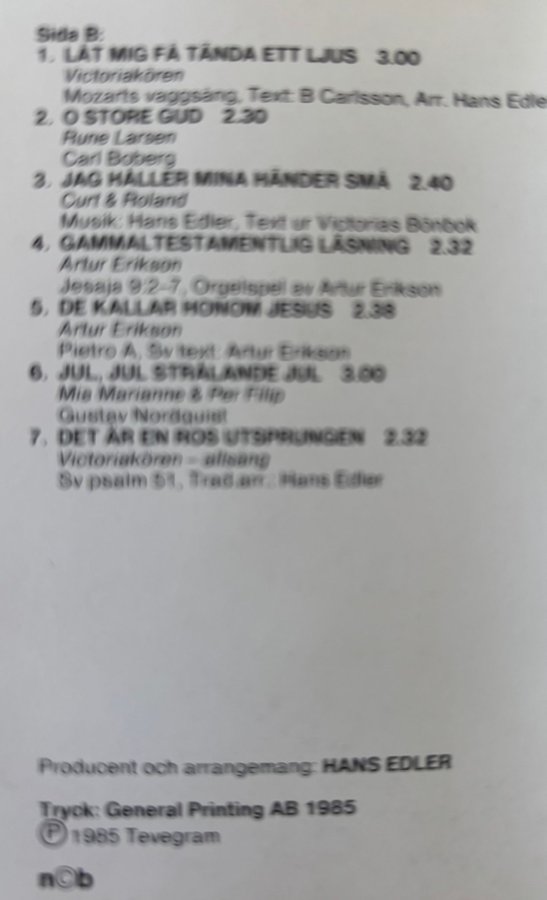 Side B:
1. LÅT MIG FÅ TÄNDA ETT LJUS 3.00
Victoriakören
Mozarts vaggsång, Text: B Carlsson, Arr. Hans Edler
2. O STORE GUD 2.30
Rune Larsen
Carl Boberg
3. JAG HÅLLER MINA HÄNDER SMÅ 2.40
Curt & Roland
Musik: Hans Edler, Text ur Victorias Bönbok
4. GAMMALTESTAMENTLIG LÄSNING 2.32
Artur Erikson
Jesaja 9:2-7, Orgelspel av Artur Erikson
5. DE KALLAR HONOM JESUS 2.38
Artur Erikson
Pietro A, Sv text: Artur Erikson
6. JUL, JUL STRÅLANDE JUL 3.00
Mia Marianne & Per Filip
Gustav Nordquist
7. DET ÄR EN ROS UTSPRUNGEN 2.32
Victoriakören – allsång
Sv psalm 51, Trad.arr.: Hans Edler
Producent och arrangemang: HANS EDLER
Tryck: General Printing AB 1985
Ⓟ 1985 Tevegram
n©b